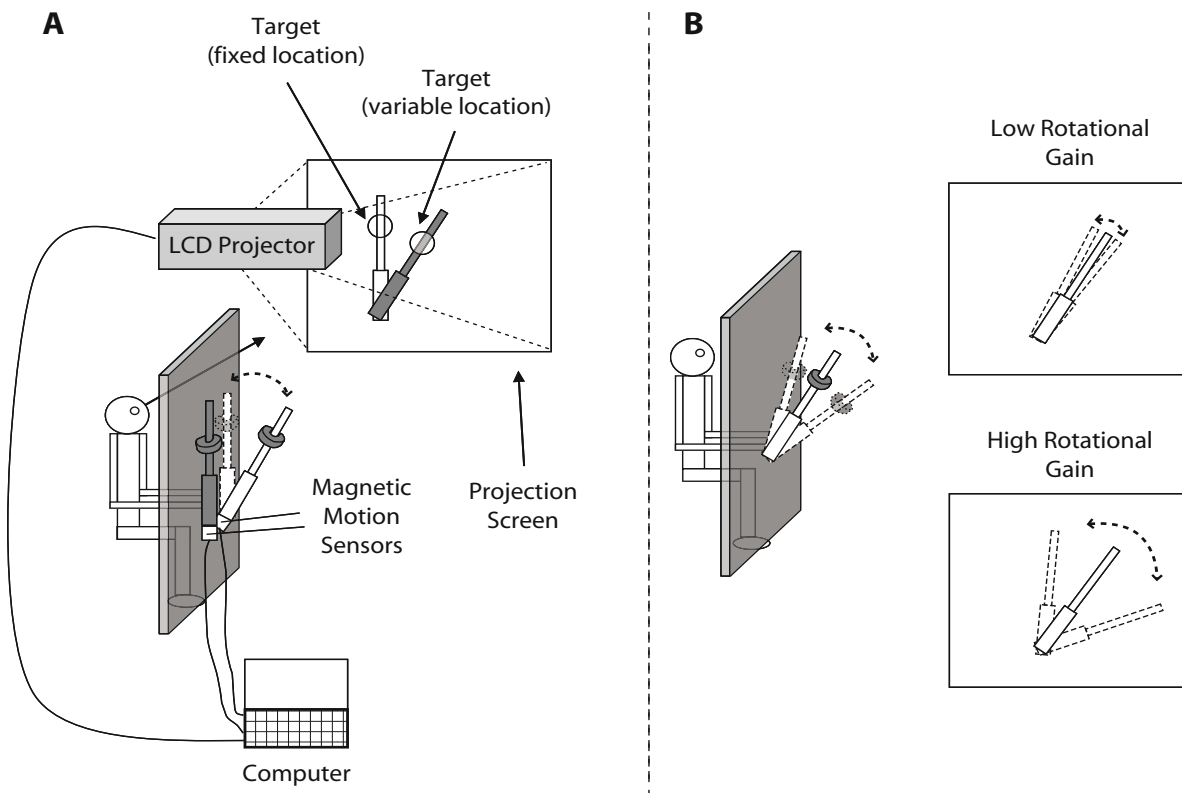 A
Target
(fixed location)
Target
(variable location)
LCD Projector
Magnetic
Motion
Sensors
Projection
Screen
Computer
B
Low Rotational
Gain
High Rotational
Gain